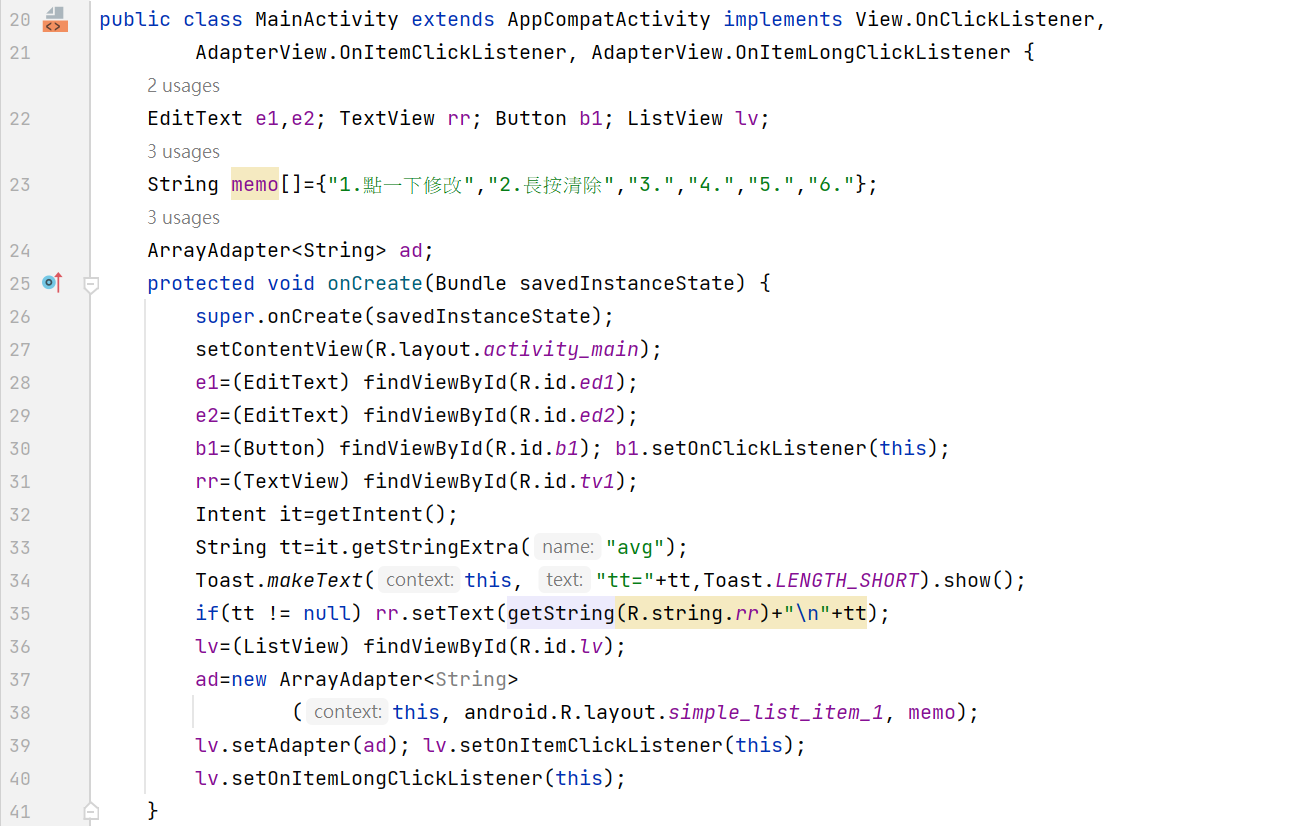 20 public class MainActivity extends AppCompatActivity implements View.OnClickListener,
21 AdapterView.OnItemClickListener, AdapterView.OnItemLongClickListener {
2 usages
22 EditText e1,e2; TextView rr; Button b1; ListView lv;
3 usages
23 String memo[]={"1.點一下修改","2.長按清除","3.","4.","5.","6."};
3 usages
24 ArrayAdapter<String> ad;
25 protected void onCreate(Bundle savedInstanceState) {
26 super.onCreate(savedInstanceState);
27 setContentView(R.layout.activity_main);
28 e1=(EditText) findViewById(R.id.ed1);
29 e2=(EditText) findViewById(R.id.ed2);
30 b1=(Button) findViewById(R.id.b1); b1.setOnClickListener(this);
31 rr=(TextView) findViewById(R.id.tv1);
32 Intent it=getIntent();
33 String tt=it.getStringExtra( name: "avg");
34 Toast.makeText( context: this, text: "tt="+tt,Toast.LENGTH_SHORT).show();
35 if(tt != null) rr.setText(getString(R.string.rr)+"\n"+tt);
36 lv=(ListView) findViewById(R.id.lv);
37 ad=new ArrayAdapter<String>
38 ( context: this, android.R.layout.simple_list_item_1, memo);
39 lv.setAdapter(ad); lv.setOnItemClickListener(this);
40 lv.setOnItemLongClickListener(this);
41 }